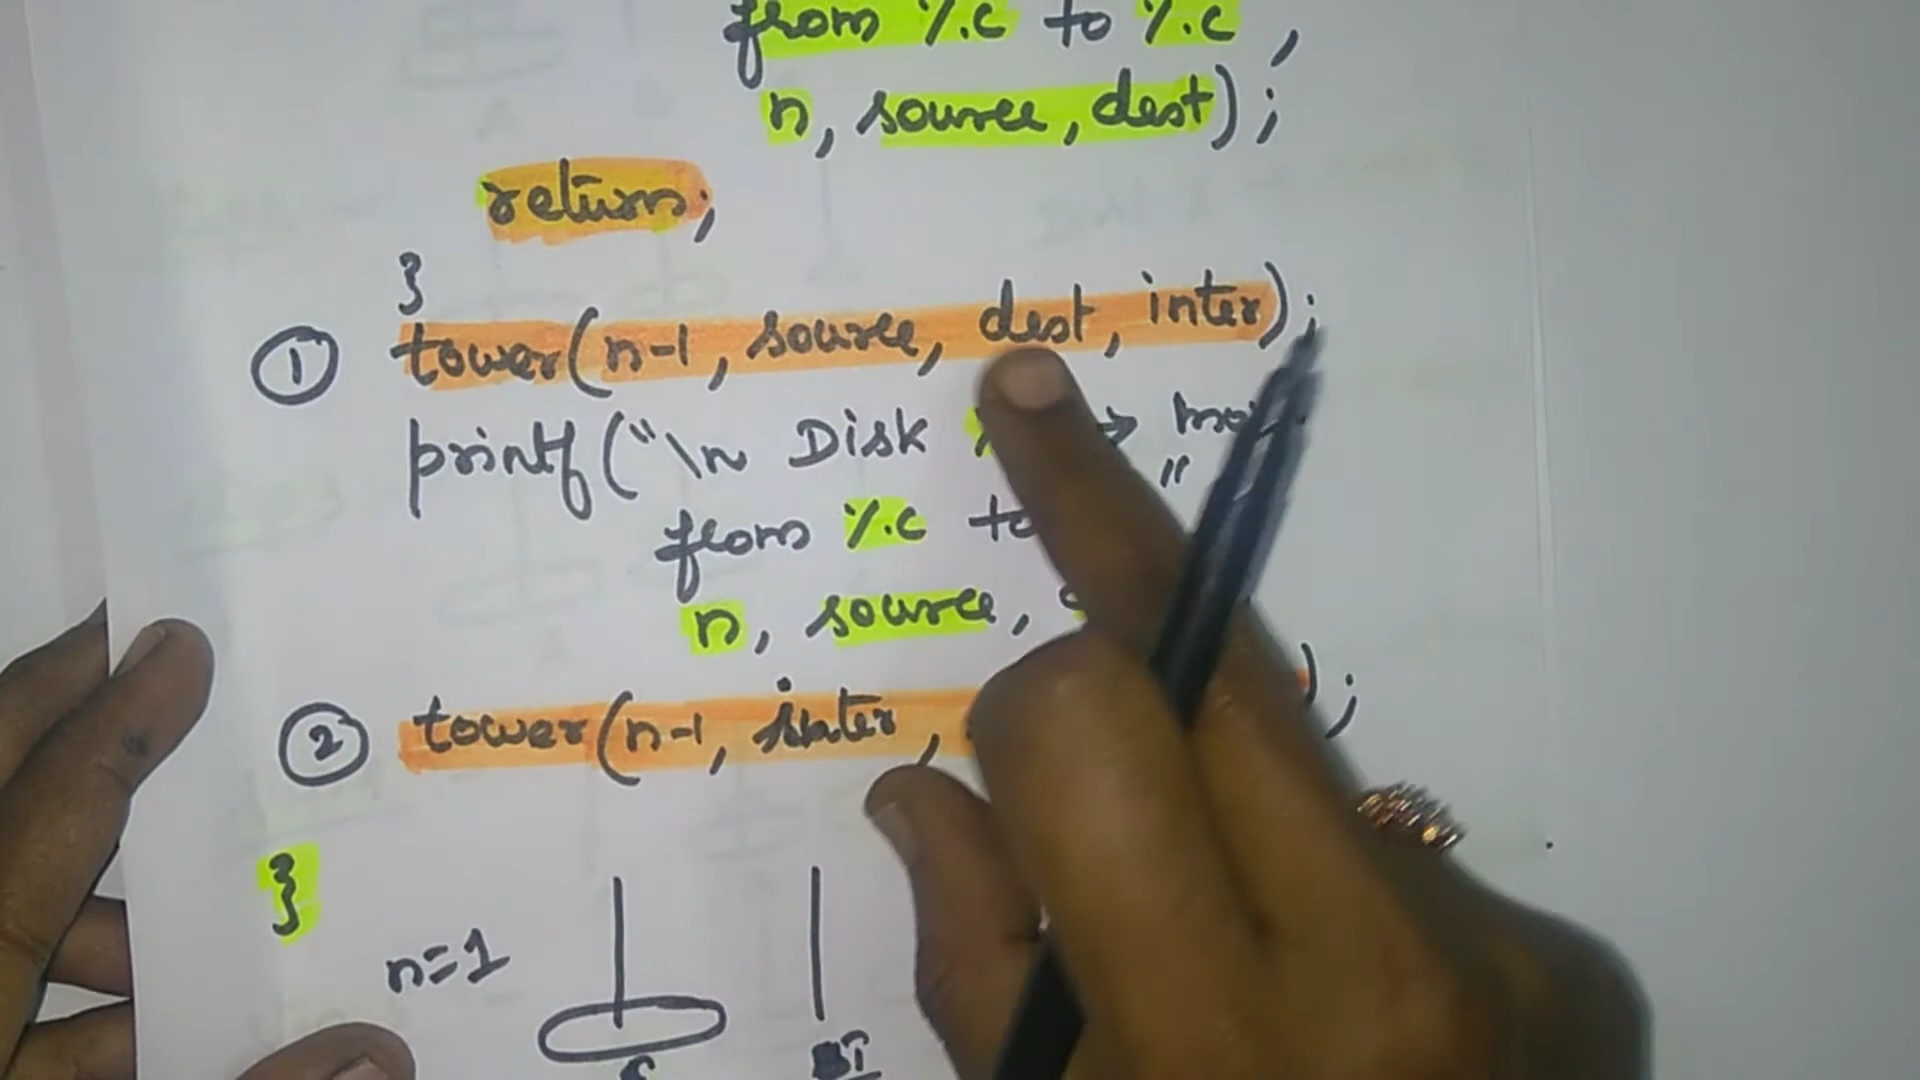 from %c to %c ,
n, source, dest);
return;
}
① tower(n-1, source, dest, inter);
printf("\n Disk → "
from %c to
n, source,
② tower(n-1, inter, );
}
n=1
S